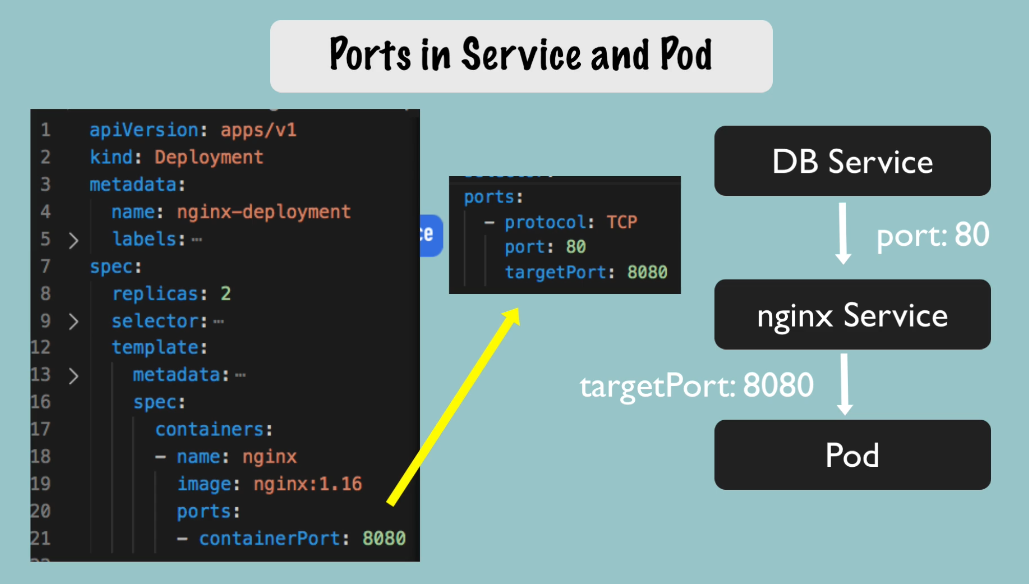 Ports in Service and Pod
1 apiVersion: apps/v1
2 kind: Deployment
3 metadata:
4 name: nginx-deployment
5 > labels:…
7 spec:
8 replicas: 2
9 > selector:…
12 template:
13 > metadata:…
16 spec:
17 containers:
18 - name: nginx
19 image: nginx:1.16
20 ports:
21 - containerPort: 8080
ce
ports:
- protocol: TCP
port: 80
targetPort: 8080
DB Service
port: 80
nginx Service
targetPort: 8080
Pod